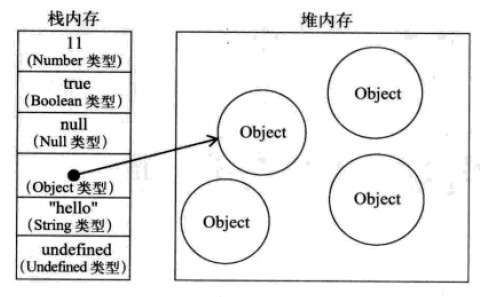 栈内存
11
(Number 类型)
true
(Boolean 类型)
null
(Null 类型)
(Object 类型)
"hello"
(String 类型)
undefined
(Undefined 类型)
堆内存
Object
Object
Object
Object